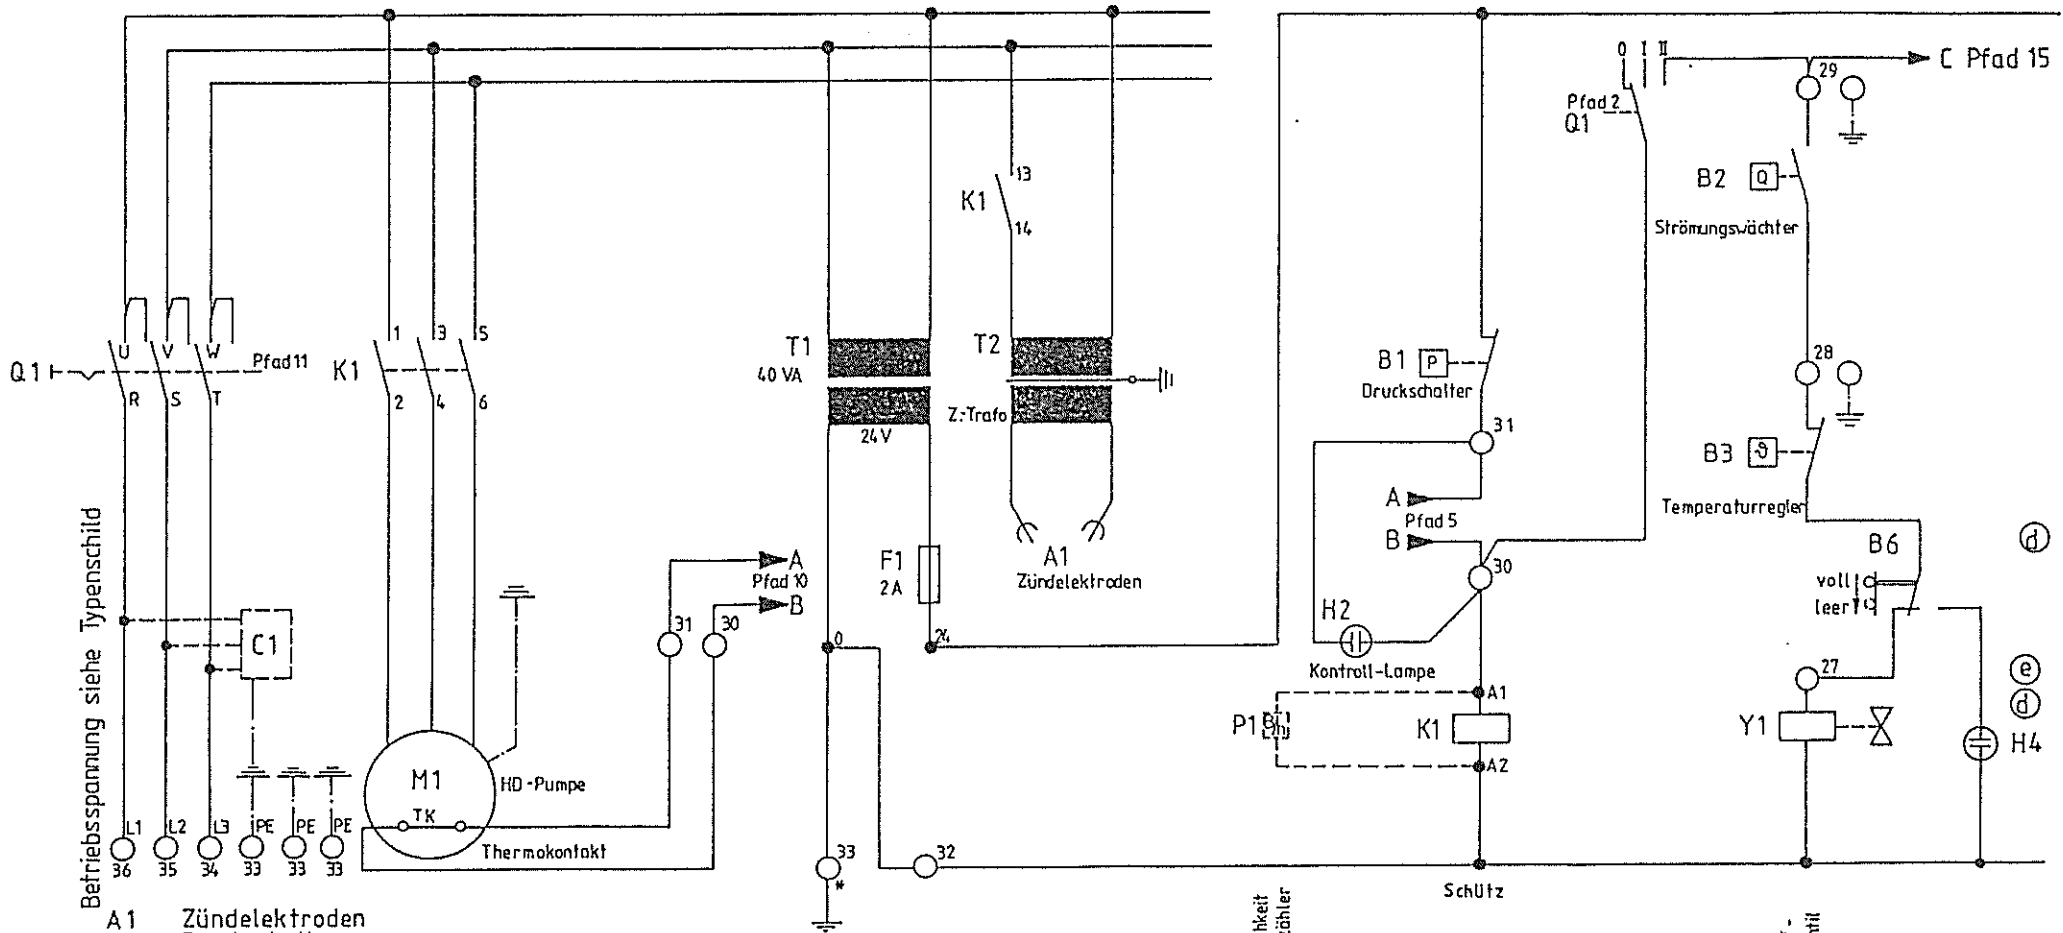 0 I II
C Pfad 15
29
Pfad 2
Q1
13
K1
14
B2 Q
Strömungswächter
U V W
Q1
Pfad 11
R S T
1 3 5
K1
2 4 6
T1
40 VA
24V
T2
Z.-Trafo
B1 P
Druckschalter
28
31
B3 ϑ
Temperaturregler
A
Pfad 5
B
30
B6
voll
leer
d
Betriebsspannung siehe Typenschild
A
Pfad 10
B
F1
2A
A1
Zündelektroden
C1
31 30
0 24
H2
Kontroll-Lampe
27
e
d
P1
A1
K1
A2
Y1
H4
M1
HD-Pumpe
TK
Thermokontakt
L1 L2 L3 PE PE PE
36 35 34 33 33 33
33
*
32
Schütz
A1 Zündelektroden